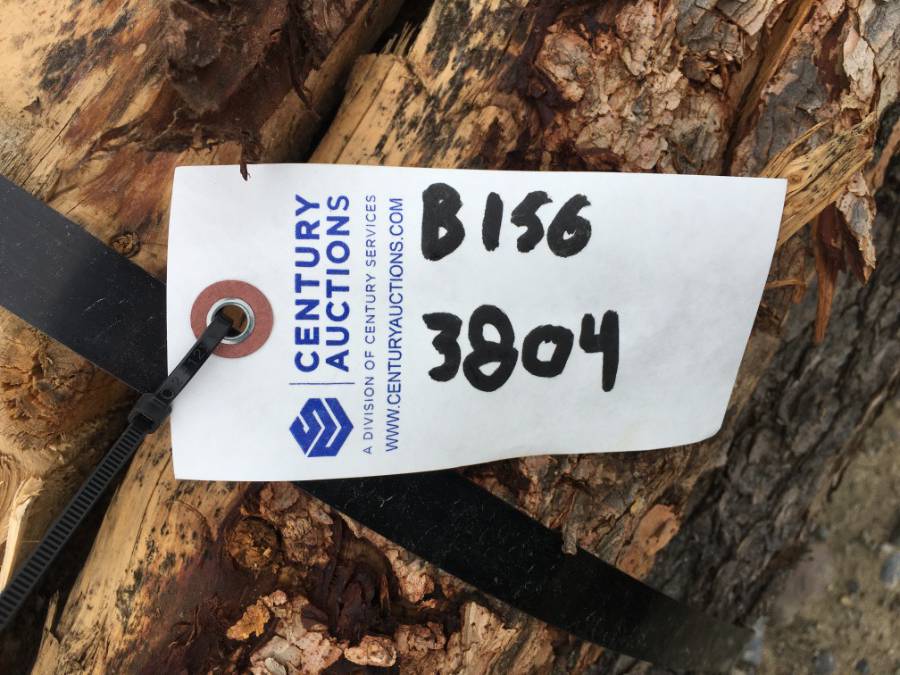 CENTURY
AUCTIONS
A DIVISION OF CENTURY SERVICES
WWW.CENTURYAUCTIONS.COM
B156
3804